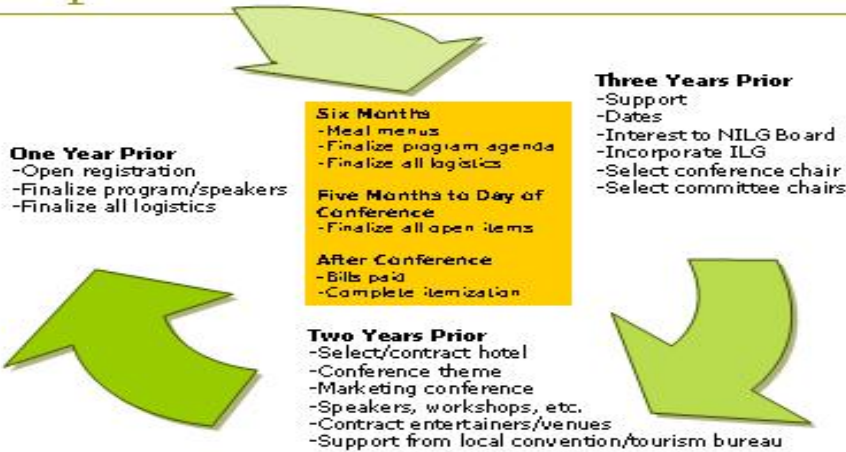 Three Years Prior
-Support
-Dates
-Interest to NILG Board
-Incorporate ILG
-Select conference chair
-Select committee chairs
Two Years Prior
-Select/contract hotel
-Conference theme
-Marketing conference
-Speakers, workshops, etc.
-Contract entertainers/venues
-Support from local convention/tourism bureau
One Year Prior
-Open registration
-Finalize program/speakers
-Finalize all logistics
Six Months
-Meal menus
-Finalize program agenda
-Finalize all logistics
Five Months to Day of
Conference
-Finalize all open items
After Conference
-Bills paid
-Complete itemization